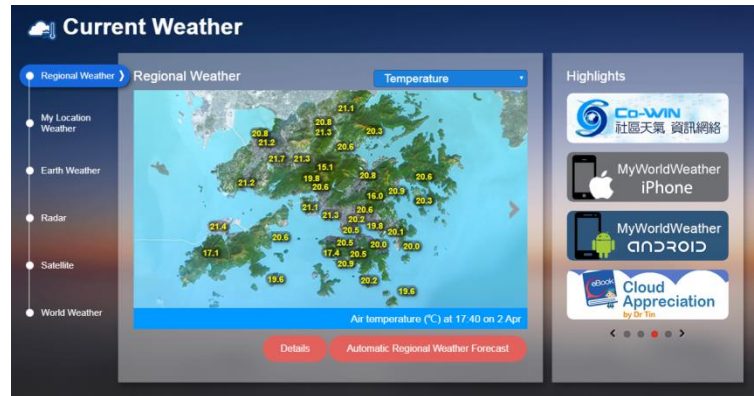 Current Weather
Regional Weather
My Location
Weather
Earth Weather
Radar
Satellite
World Weather
Regional Weather
Temperature
21.1
20.8
20.8
21.3
20.3
21.2
20.6
21.7
21.3
15.1
19.8
20.8
20.6
21.2
20.6
16.0
20.9
20.3
21.1
20.6
21.3
20.2
19.8
21.4
20.5
20.1
20.6
20.5
20.0
20.0
17.1
17.4
20.5
20.9
19.6
20.2
19.6
Air temperature (°C) at 17:40 on 2 Apr
Details
Automatic Regional Weather Forecast
Highlights
Co-WIN
社區天氣 資訊網絡
MyWorldWeather
iPhone
MyWorldWeather
ANDROID
eBook
Cloud
Appreciation
by Dr Tin